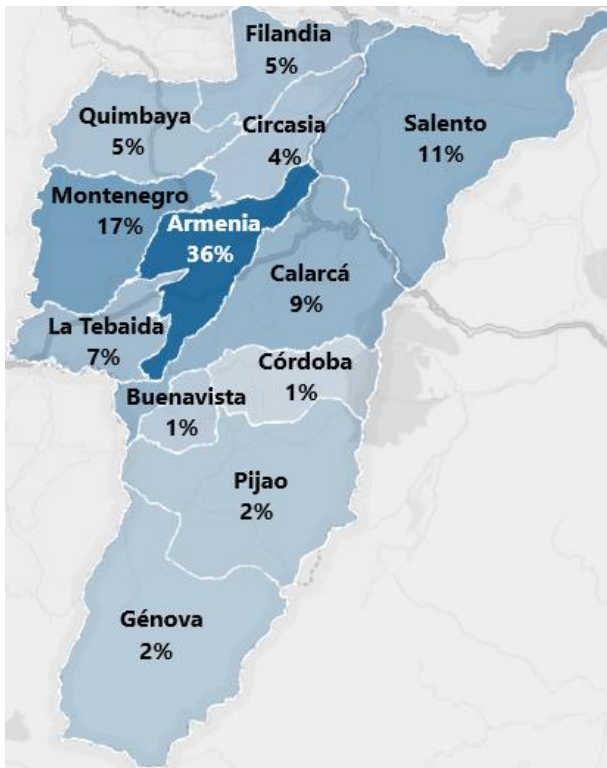 Filandia
5%
Quimbaya
5%
Circasia
4%
Salento
11%
Montenegro
17%
Armenia
36%
Calarcá
9%
La Tebaida
7%
Córdoba
1%
Buenavista
1%
Pijao
2%
Génova
2%